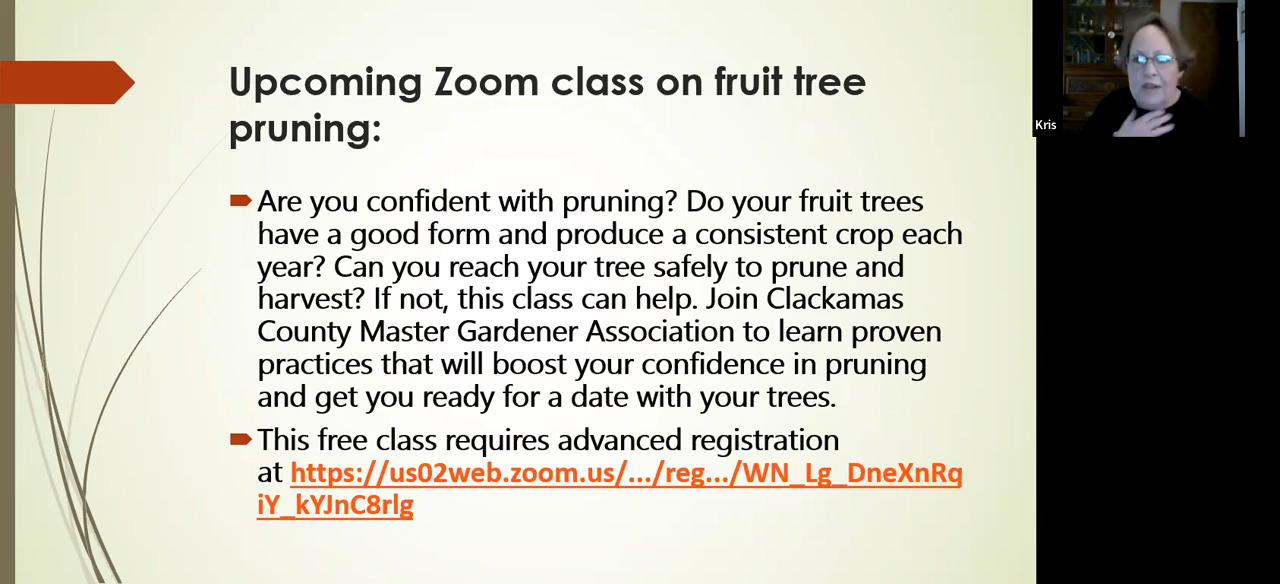 Upcoming Zoom class on fruit tree
pruning:
Are you confident with pruning? Do your fruit trees
have a good form and produce a consistent crop each
year? Can you reach your tree safely to prune and
harvest? If not, this class can help. Join Clackamas
County Master Gardener Association to learn proven
practices that will boost your confidence in pruning
and get you ready for a date with your trees.
This free class requires advanced registration
at https://us02web.zoom.us/.../reg.../WN_Lg_DneXnRq
iY_kYJnC8rlg
Kris